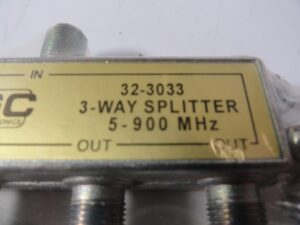 IN
32-3033
3-WAY SPLITTER
5-900 MHz
OUT OUT